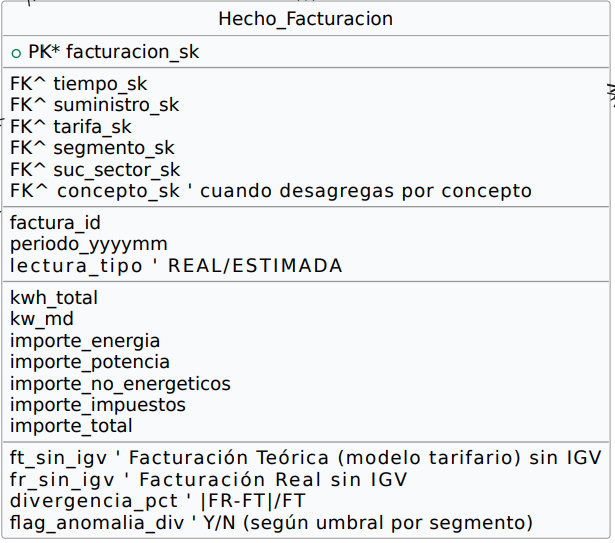 Hecho_Facturacion
PK* facturacion_sk
FK^ tiempo_sk
FK^ suministro_sk
FK^ tarifa_sk
FK^ segmento_sk
FK^ suc_sector_sk
FK^ concepto_sk ' cuando desagregas por concepto
factura_id
periodo_yyyymm
lectura_tipo ' REAL/ESTIMADA
kwh_total
kw_md
importe_energia
importe_potencia
importe_no_energeticos
importe_impuestos
importe_total
ft_sin_igv ' Facturación Teórica (modelo tarifario) sin IGV
fr_sin_igv ' Facturación Real sin IGV
divergencia_pct ' |FR-FT|/FT
flag_anomalia_div ' Y/N (según umbral por segmento)